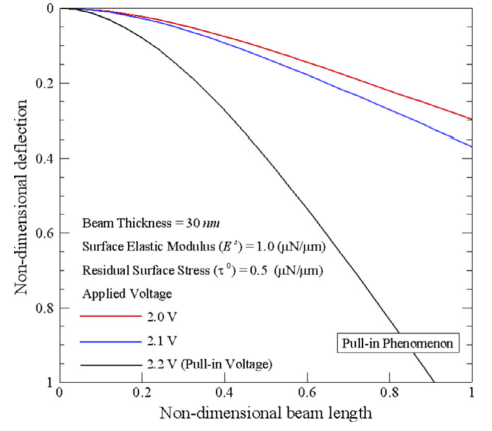 0
0.2
0.4
0.6
0.8
1
Non-dimensional deflection
Beam Thickness = 30 nm
Surface Elastic Modulus (E^s) = 1.0 (μN/μm)
Residual Surface Stress (τ^0) = 0.5 (μN/μm)
Applied Voltage
2.0 V
2.1 V
2.2 V (Pull-in Voltage)
Pull-in Phenomenon
0 0.2 0.4 0.6 0.8 1
Non-dimensional beam length